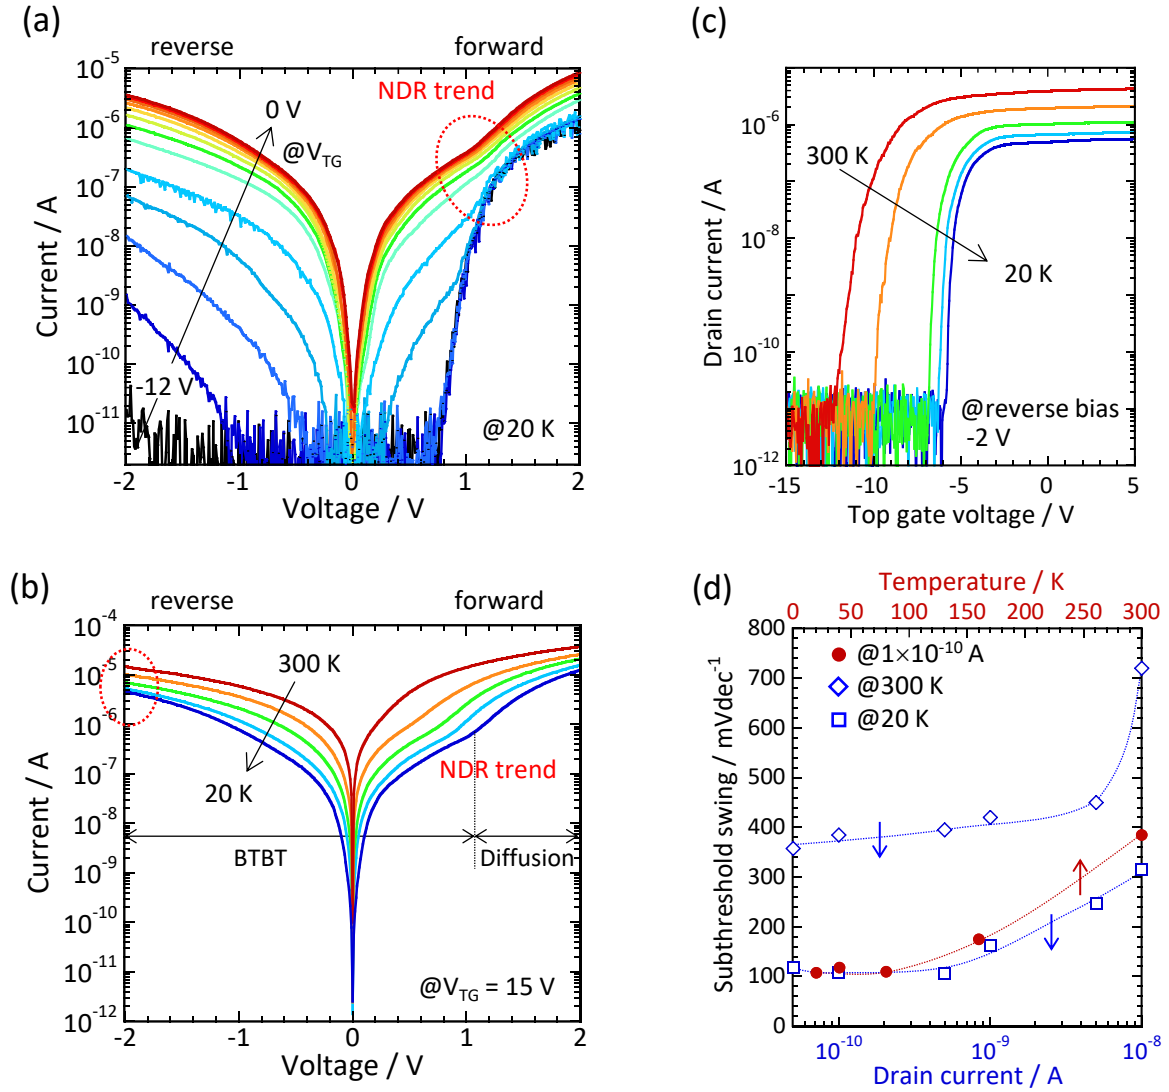 (a)
reverse
forward
10⁻⁵
10⁻⁶
10⁻⁷
10⁻⁸
10⁻⁹
10⁻¹⁰
10⁻¹¹
Current / A
NDR trend
0 V
@V_TG
-12 V
@20 K
-2
-1
0
1
2
Voltage / V
(b)
reverse
forward
10⁻⁴
10⁻⁵
10⁻⁶
10⁻⁷
10⁻⁸
10⁻⁹
10⁻¹⁰
10⁻¹¹
10⁻¹²
Current / A
300 K
20 K
NDR trend
BTBT
Diffusion
@V_TG = 15 V
-2
-1
0
1
2
Voltage / V
(c)
10⁻⁶
10⁻⁸
10⁻¹⁰
10⁻¹²
Drain current / A
300 K
20 K
@reverse bias
-2 V
-15
-10
-5
0
5
Top gate voltage / V
(d)
Temperature / K
0
50
100
150
200
250
300
800
700
600
500
400
300
200
100
0
Subthreshold swing / mVdec⁻¹
@1×10⁻¹⁰ A
@300 K
@20 K
10⁻¹⁰
10⁻⁹
10⁻⁸
Drain current / A